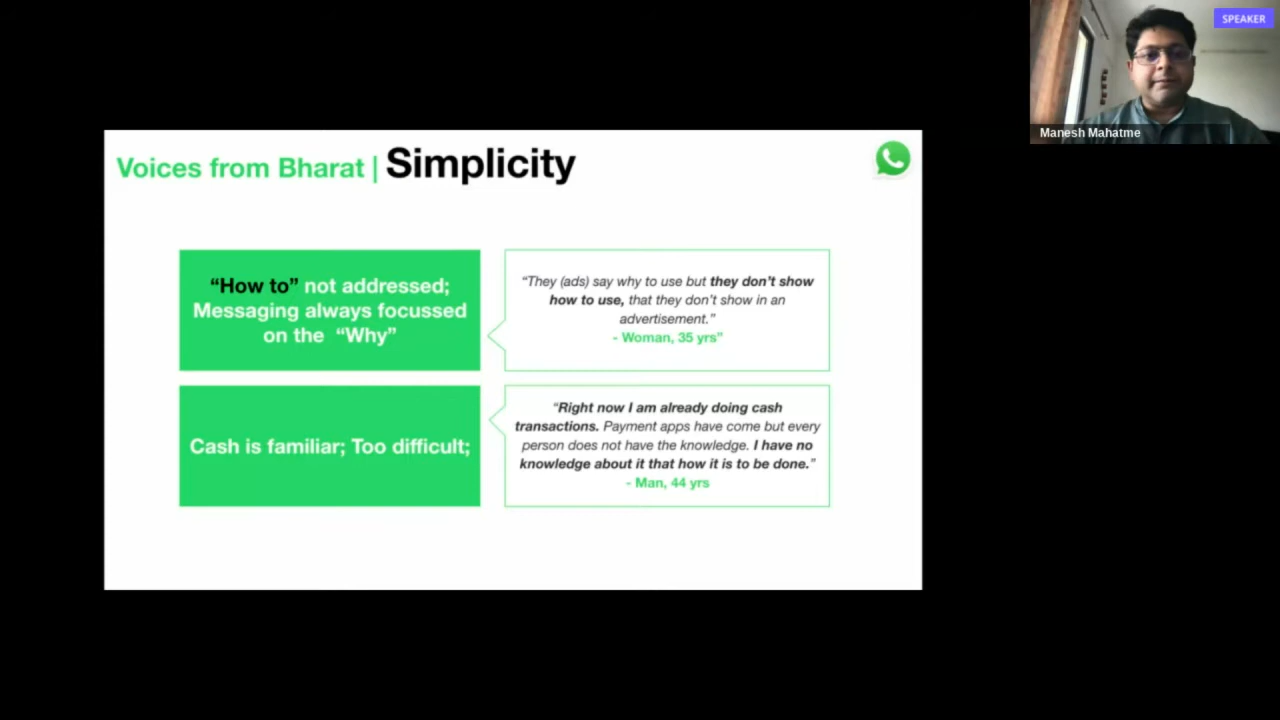 SPEAKER
Manesh Mahatme
Voices from Bharat | Simplicity
“How to” not addressed;
Messaging always focussed
on the “Why”
“They (ads) say why to use but they don’t show
how to use, that they don’t show in an
advertisement.”
- Woman, 35 yrs”
Cash is familiar; Too difficult;
“Right now I am already doing cash
transactions. Payment apps have come but every
person does not have the knowledge. I have no
knowledge about it that how it is to be done.”
- Man, 44 yrs